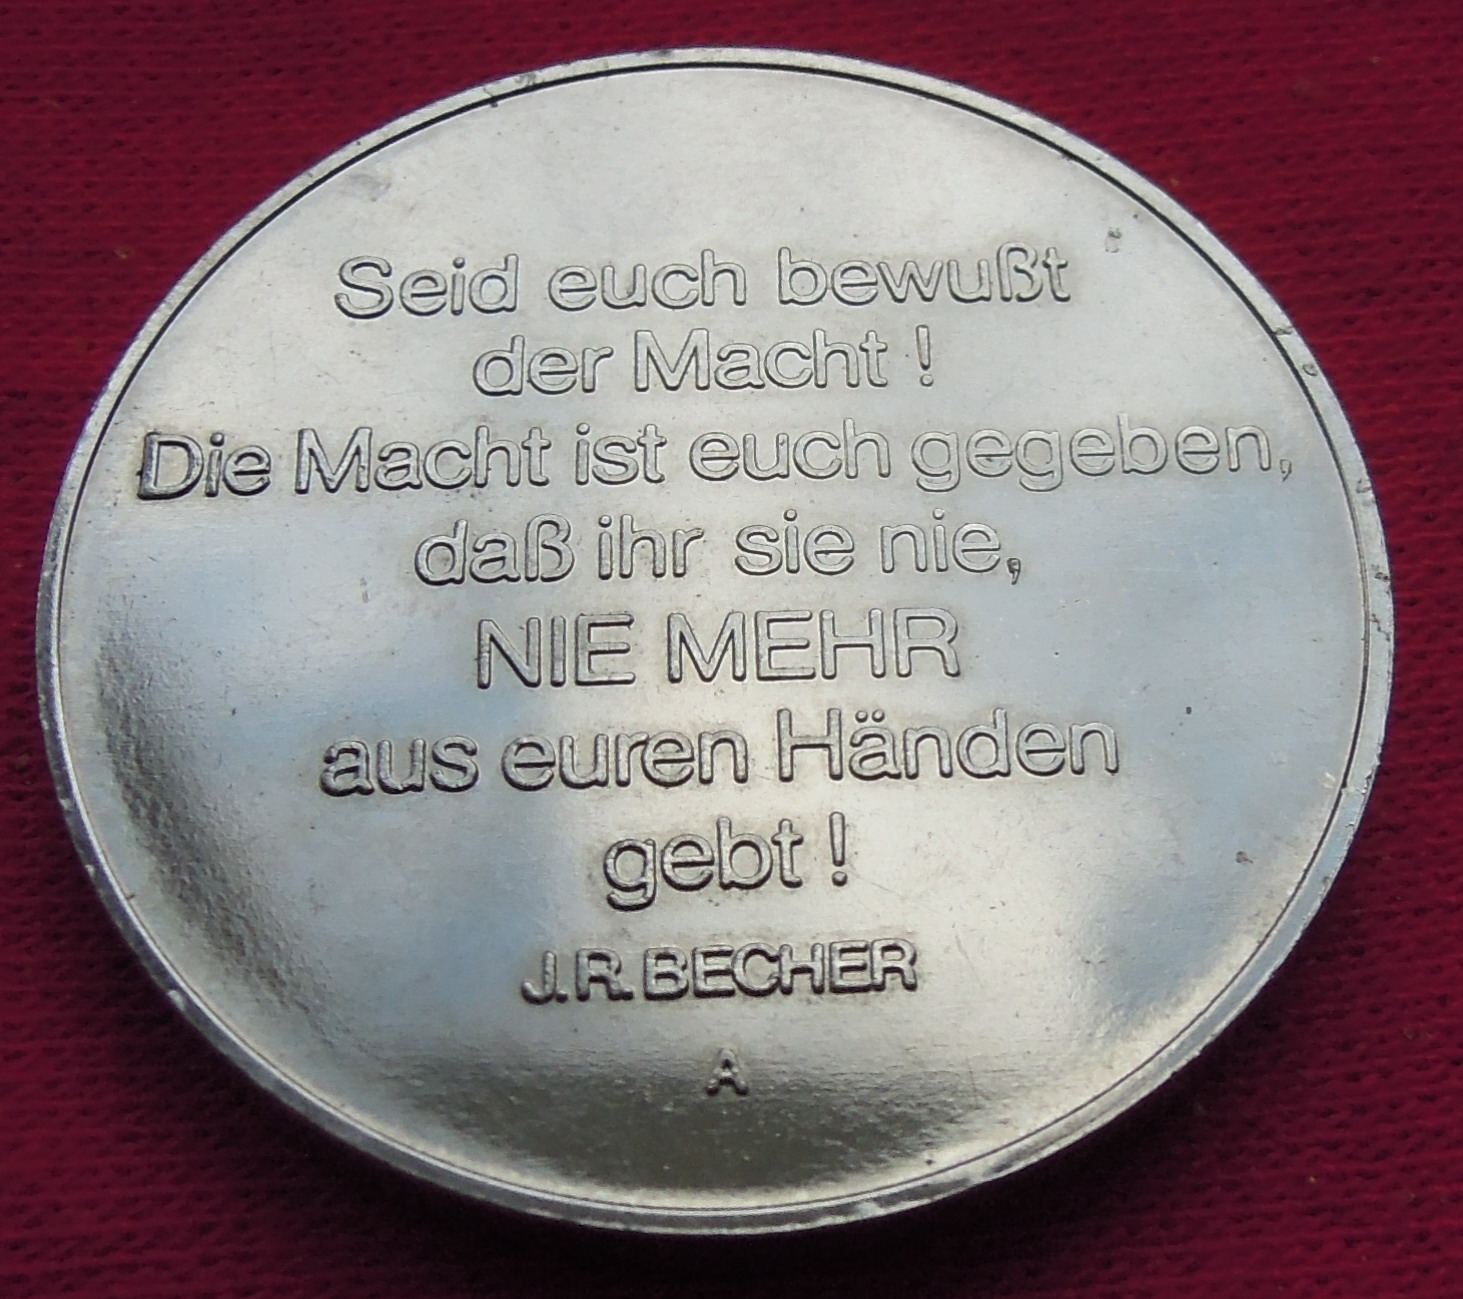 Seid euch bewußt
der Macht !
Die Macht ist euch gegeben,
daß ihr sie nie,
NIE MEHR
aus euren Händen
gebt !
J.R.BECHER
A